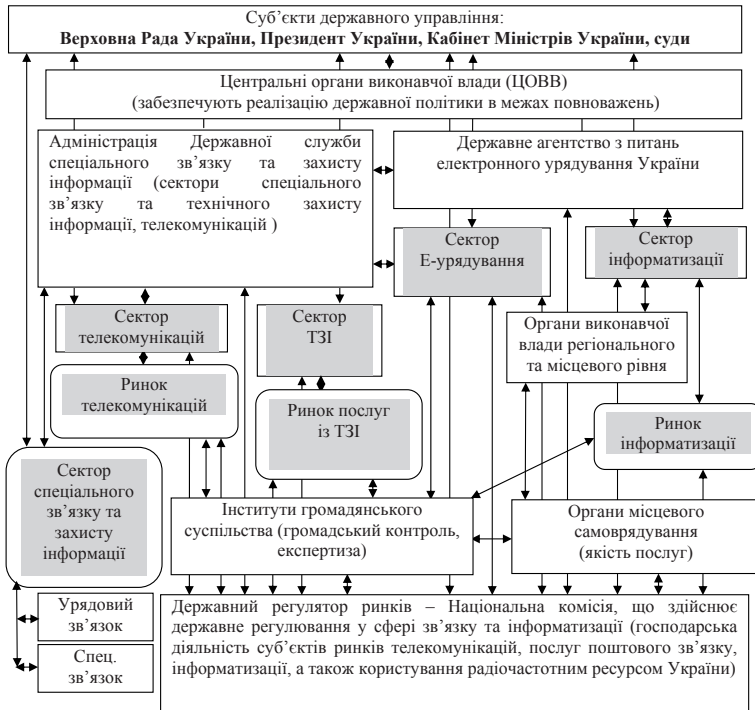 Суб’єкти державного управління:
Верховна Рада України, Президент України, Кабінет Міністрів України, суди
Центральні органи виконавчої влади (ЦОВВ)
(забезпечують реалізацію державної політики в межах повноважень)
Адміністрація Державної служби
спеціального зв’язку та захисту
інформації (сектори спеціального
зв’язку та технічного захисту
інформації, телекомунікацій )
Державне агентство з питань
електронного урядування України
Сектор
Е-урядування
Сектор
інформатизації
Сектор
телекомунікацій
Сектор
ТЗІ
Органи виконавчої
влади регіонального
та місцевого рівня
Ринок
телекомунікацій
Ринок послуг
із ТЗІ
Ринок
інформатизації
Сектор
спеціального
зв’язку та
захисту
інформації
Інститути громадянського
суспільства (громадський контроль,
експертиза)
Органи місцевого
самоврядування
(якість послуг)
Урядовий
зв’язок
Спец.
зв’язок
Державний регулятор ринків – Національна комісія, що здійснює
державне регулювання у сфері зв’язку та інформатизації (господарська
діяльність суб’єктів ринків телекомунікацій, послуг поштового зв’язку,
інформатизації, а також користування радіочастотним ресурсом України)